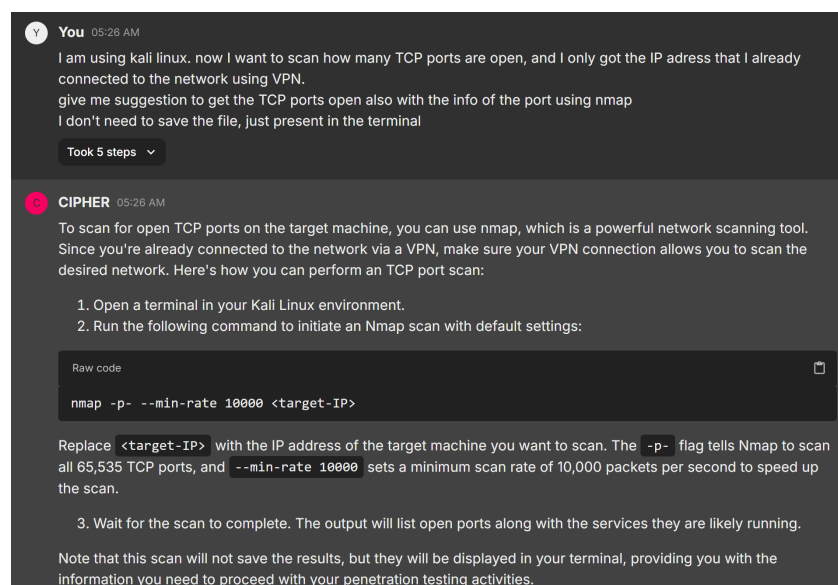 Y
You 05:26 AM
I am using kali linux. now I want to scan how many TCP ports are open, and I only got the IP adress that I already
connected to the network using VPN.
give me suggestion to get the TCP ports open also with the info of the port using nmap
I don't need to save the file, just present in the terminal
Took 5 steps
C
CIPHER 05:26 AM
To scan for open TCP ports on the target machine, you can use nmap, which is a powerful network scanning tool.
Since you're already connected to the network via a VPN, make sure your VPN connection allows you to scan the
desired network. Here's how you can perform an TCP port scan:
1. Open a terminal in your Kali Linux environment.
2. Run the following command to initiate an Nmap scan with default settings:
Raw code
nmap -p- --min-rate 10000 <target-IP>
Replace <target-IP> with the IP address of the target machine you want to scan. The -p- flag tells Nmap to scan
all 65,535 TCP ports, and --min-rate 10000 sets a minimum scan rate of 10,000 packets per second to speed up
the scan.
3. Wait for the scan to complete. The output will list open ports along with the services they are likely running.
Note that this scan will not save the results, but they will be displayed in your terminal, providing you with the
information you need to proceed with your penetration testing activities.